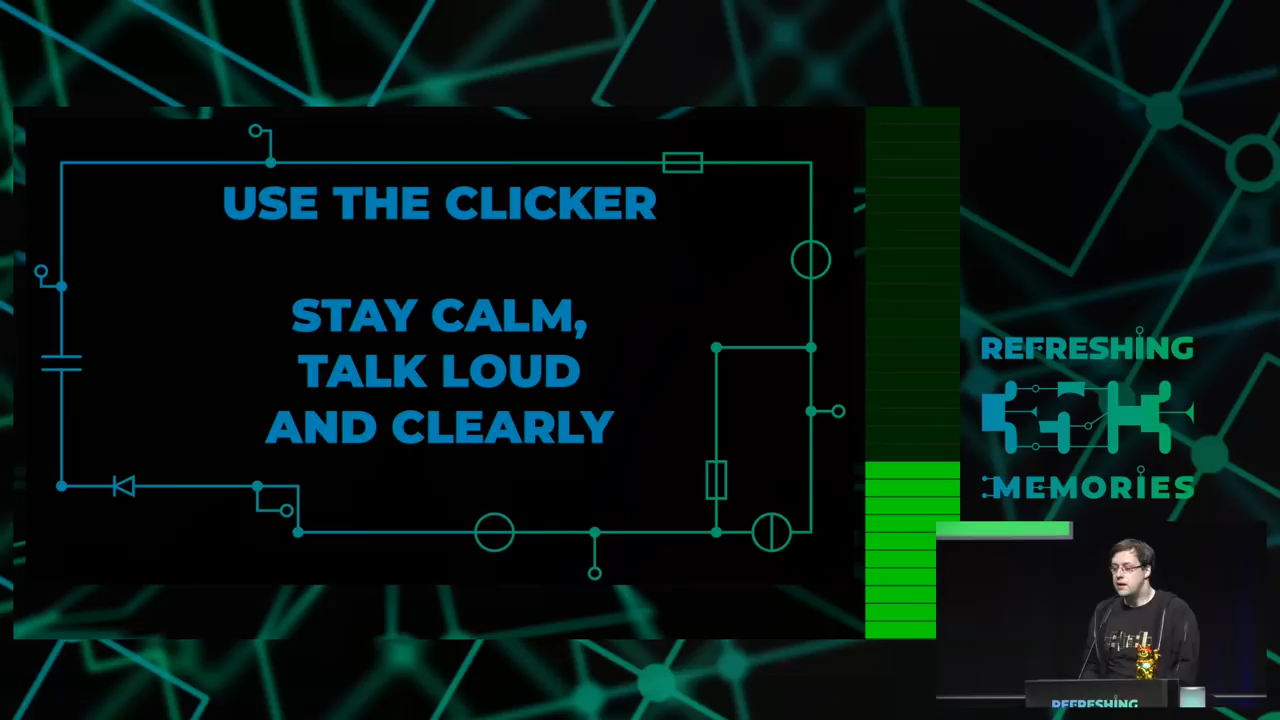 USE THE CLICKER
STAY CALM,
TALK LOUD
AND CLEARLY
REFRESHING
MEMORIES
REFRESHING